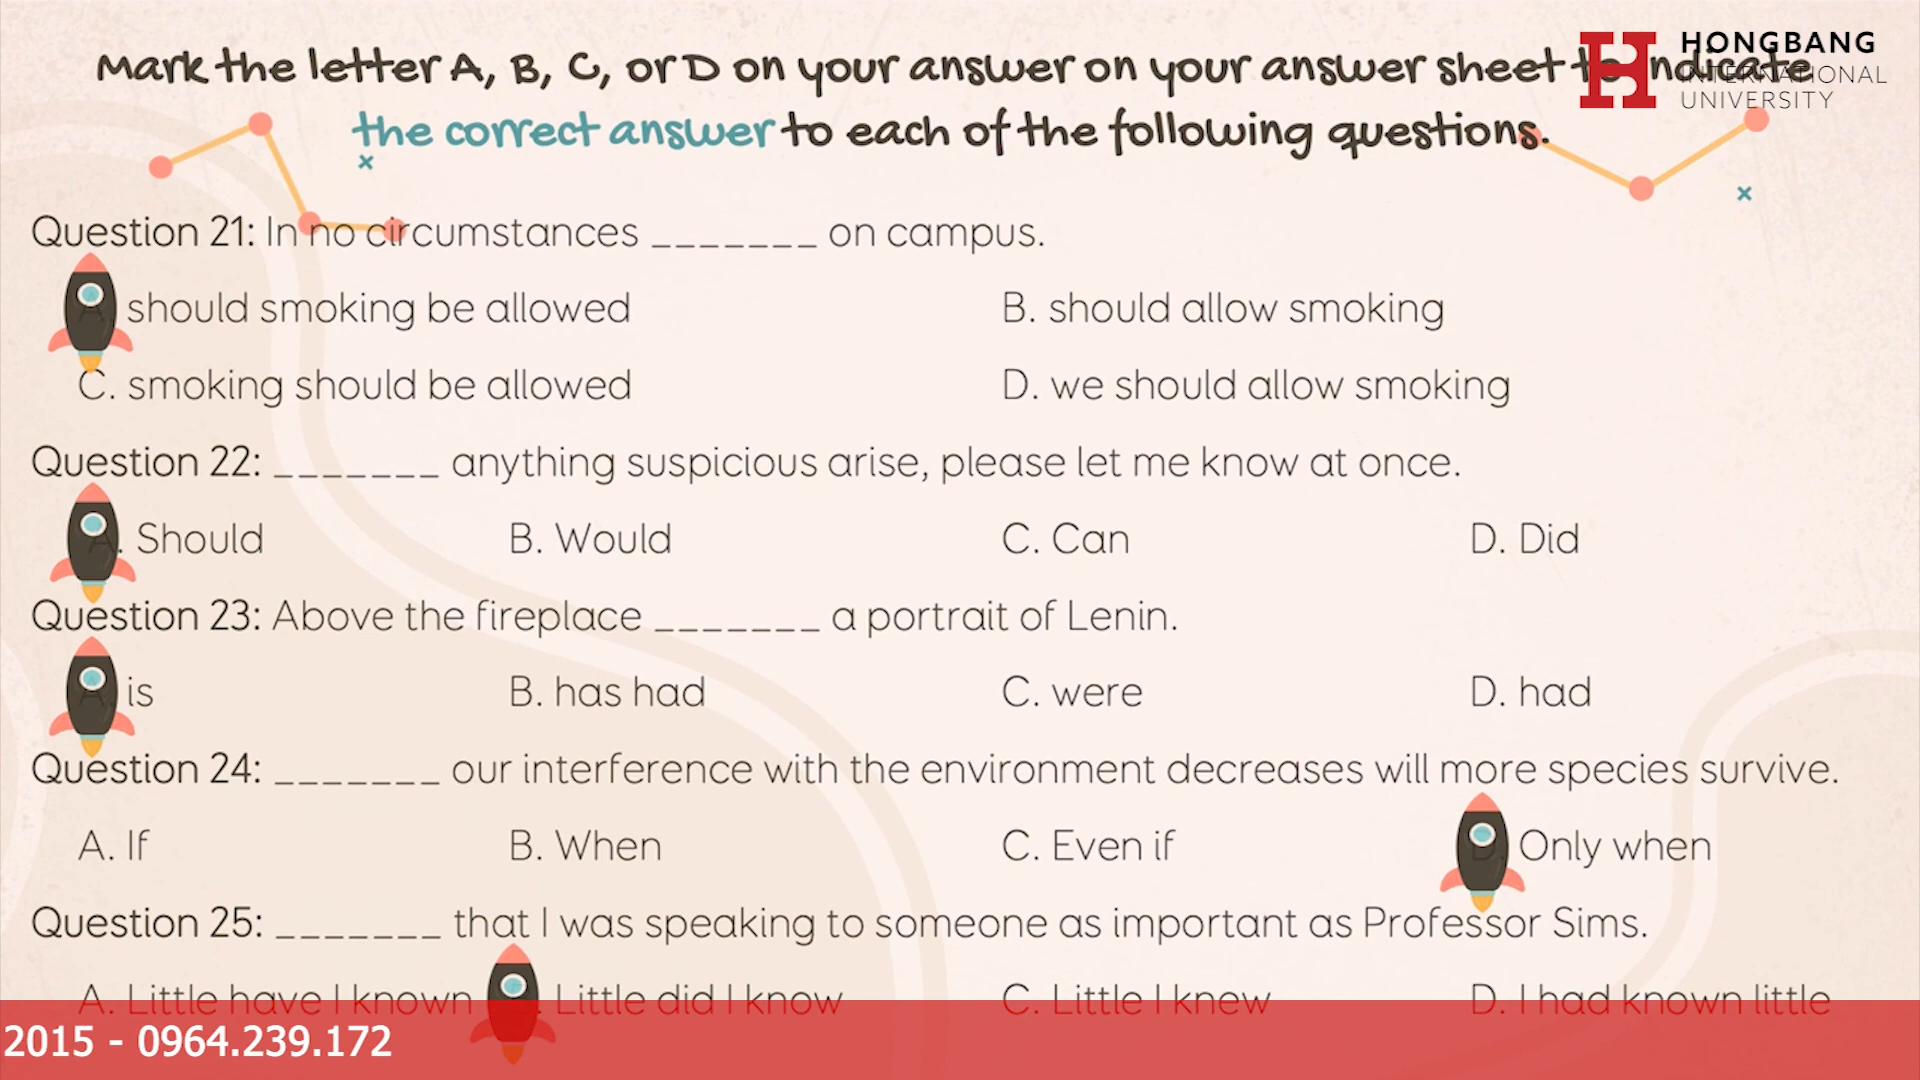 Mark the letter A, B, C, or D on your answer on your answer sheet to indicate
the correct answer to each of the following questions.
HONGBANG
INTERNATIONAL
UNIVERSITY
Question 21: In no circumstances _______ on campus.
A. should smoking be allowed B. should allow smoking
C. smoking should be allowed D. we should allow smoking
Question 22: _______ anything suspicious arise, please let me know at once.
A. Should B. Would C. Can D. Did
Question 23: Above the fireplace _______ a portrait of Lenin.
A. is B. has had C. were D. had
Question 24: _______ our interference with the environment decreases will more species survive.
A. If B. When C. Even if D. Only when
Question 25: _______ that I was speaking to someone as important as Professor Sims.
A. Little have I known Little did I know C. Little I knew D. I had known little
2015 - 0964.239.172